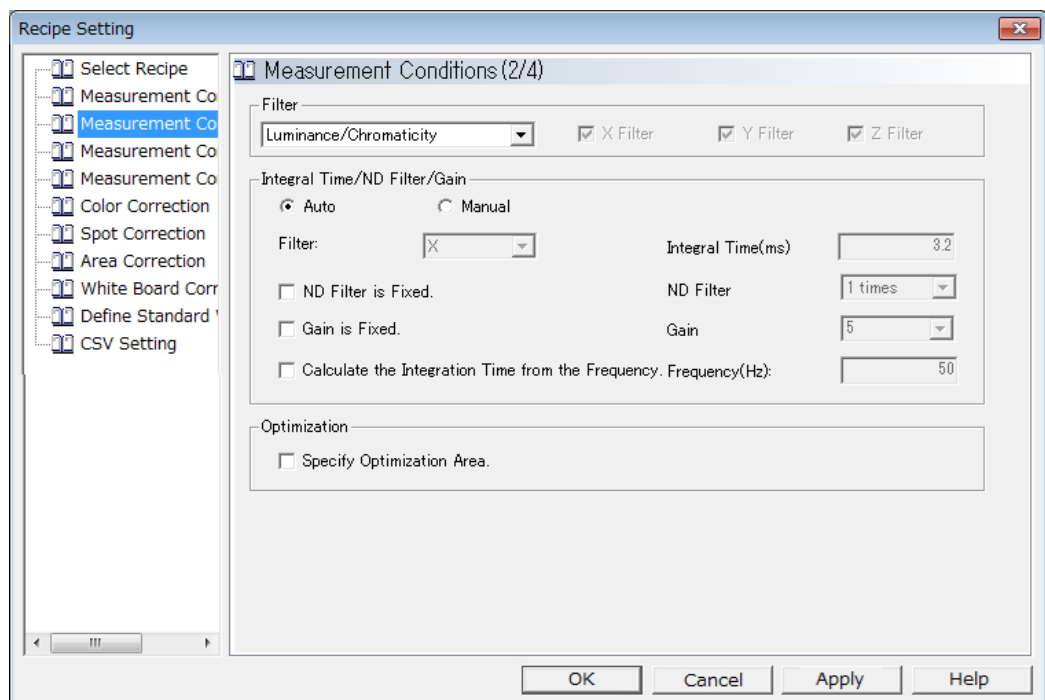 Recipe Setting
Select Recipe
Measurement Co
Measurement Co
Measurement Co
Measurement Co
Color Correction
Spot Correction
Area Correction
White Board Corr
Define Standard
CSV Setting
Measurement Conditions (2/4)
Filter
Luminance/Chromaticity X Filter Y Filter Z Filter
Integral Time/ND Filter/Gain
Auto Manual
Filter: X Integral Time(ms) 3.2
ND Filter is Fixed. ND Filter 1 times
Gain is Fixed. Gain 5
Calculate the Integration Time from the Frequency. Frequency(Hz): 50
Optimization
Specify Optimization Area.
OK Cancel Apply Help